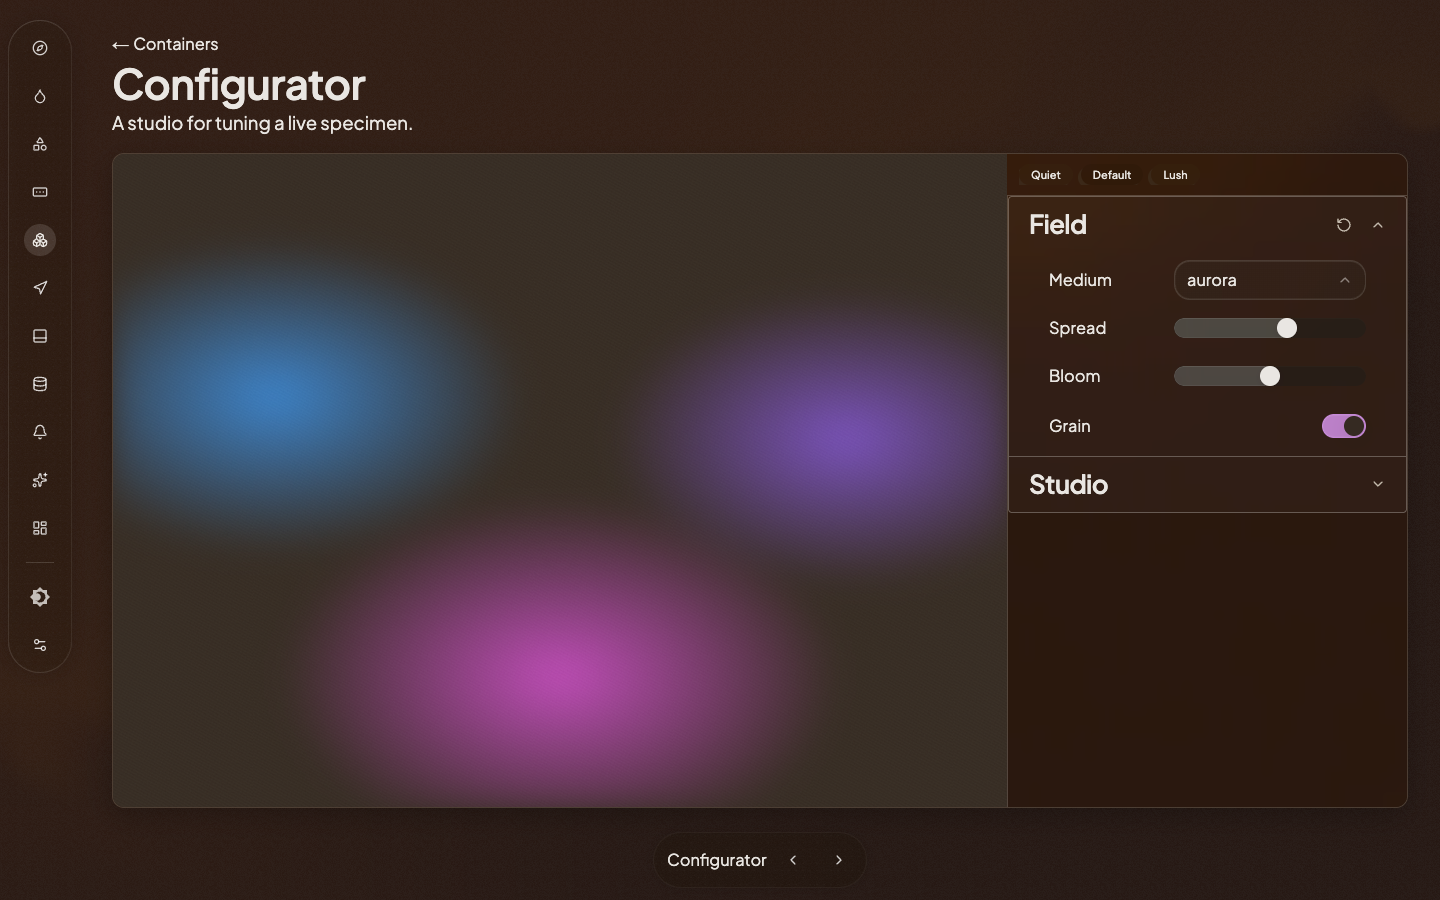 ← Containers
Configurator
A studio for tuning a live specimen.
Quiet Default Lush
Field
Medium aurora
Spread
Bloom
Grain
Studio
Configurator